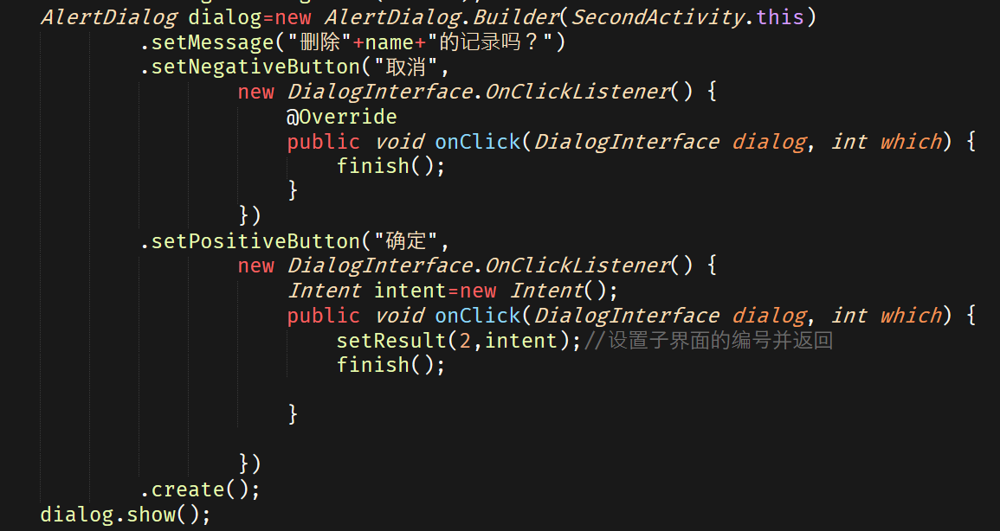 AlertDialog dialog=new AlertDialog.Builder(SecondActivity.this)
.setMessage("删除"+name+"的记录吗？")
.setNegativeButton("取消",
new DialogInterface.OnClickListener() {
@Override
public void onClick(DialogInterface dialog, int which) {
finish();
}
})
.setPositiveButton("确定",
new DialogInterface.OnClickListener() {
Intent intent=new Intent();
public void onClick(DialogInterface dialog, int which) {
setResult(2,intent);//设置子界面的编号并返回
finish();
}
})
.create();
dialog.show();